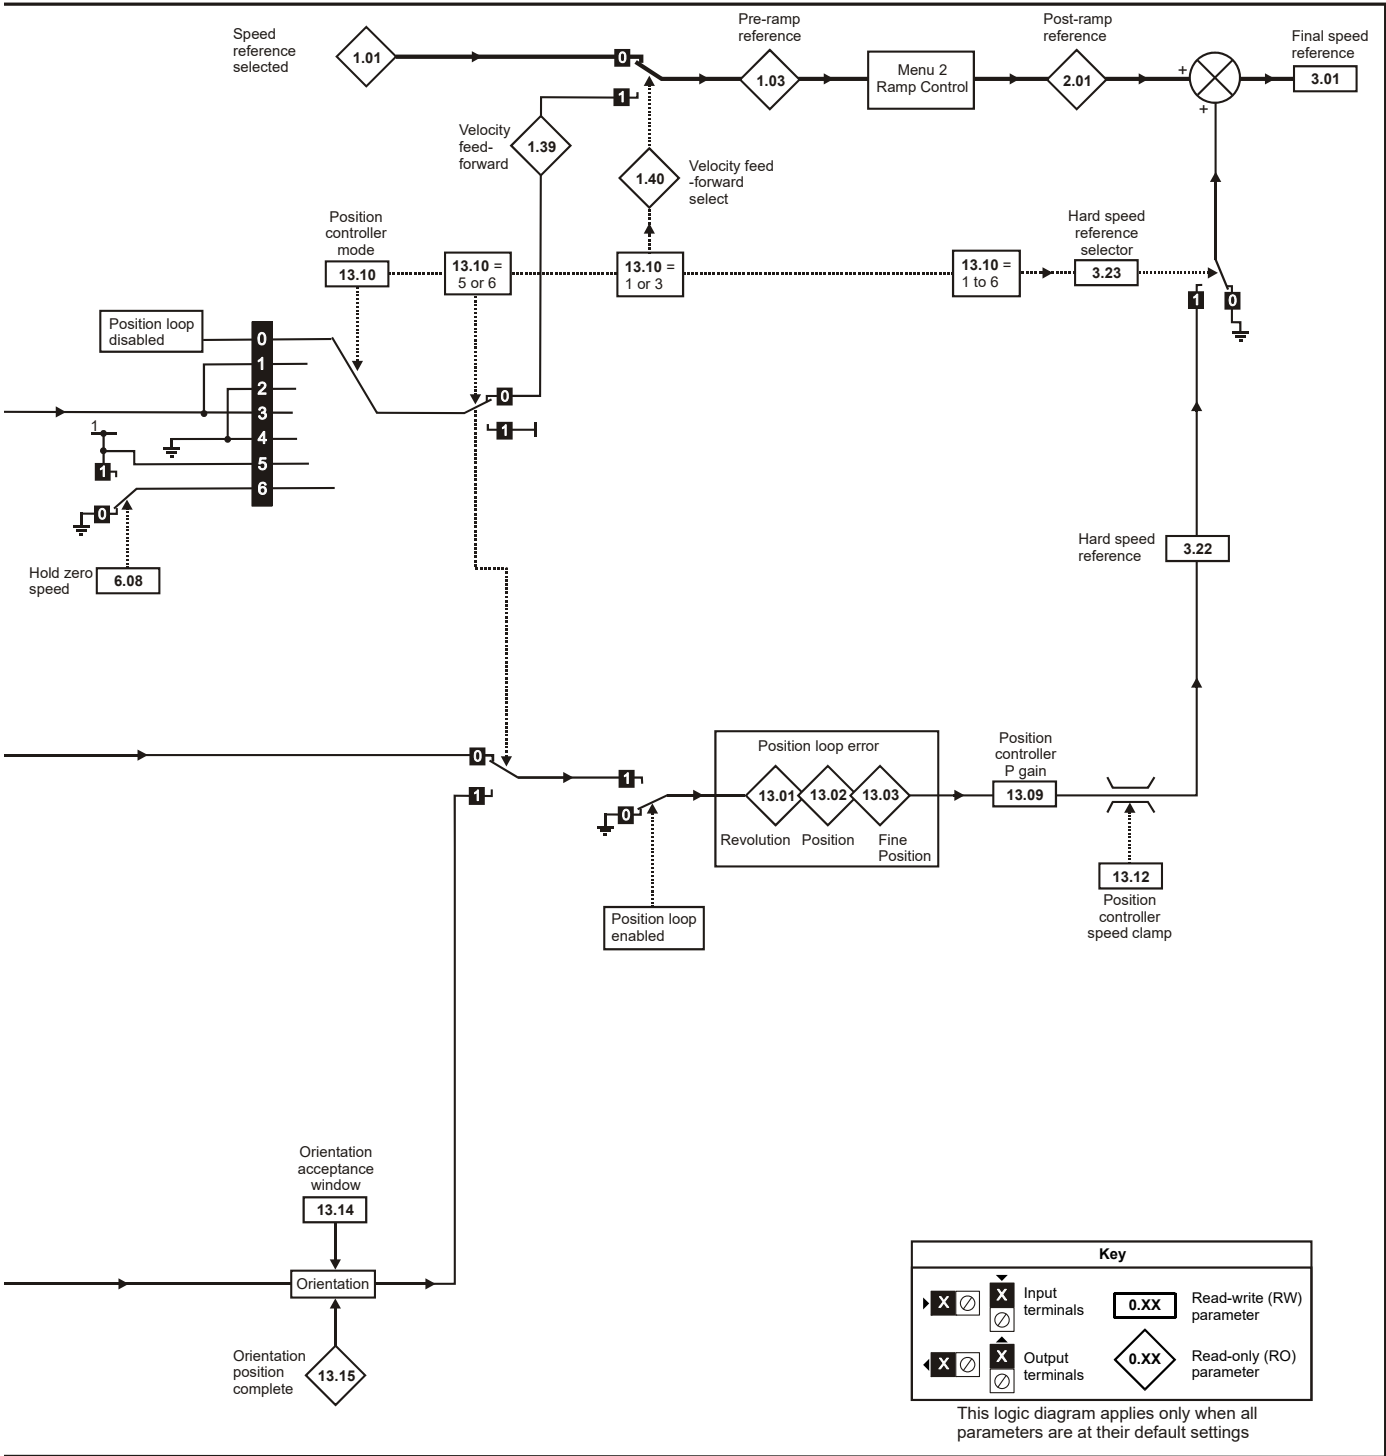 Speed
reference
selected
1.01
0
1
Pre-ramp
reference
1.03
Menu 2
Ramp Control
Post-ramp
reference
2.01
+
+
Final speed
reference
3.01
Velocity
feed-
forward
1.39
1.40
Velocity feed
-forward
select
Position
controller
mode
13.10
13.10 =
5 or 6
13.10 =
1 or 3
13.10 =
1 to 6
Hard speed
reference
selector
3.23
1
0
Position loop
disabled
0
1
2
3
4
5
6
0
1
1
1
0
Hold zero
speed
6.08
Hard speed
reference
3.22
0
1
1
0
Position loop error
13.01
13.02
13.03
Revolution
Position
Fine
Position
Position
controller
P gain
13.09
13.12
Position
controller
speed clamp
Position loop
enabled
Orientation
acceptance
window
13.14
Orientation
Orientation
position
complete
13.15
Key
X
X
Input
terminals
0.XX
Read-write (RW)
parameter
X
X
Output
terminals
0.XX
Read-only (RO)
parameter
This logic diagram applies only when all
parameters are at their default settings